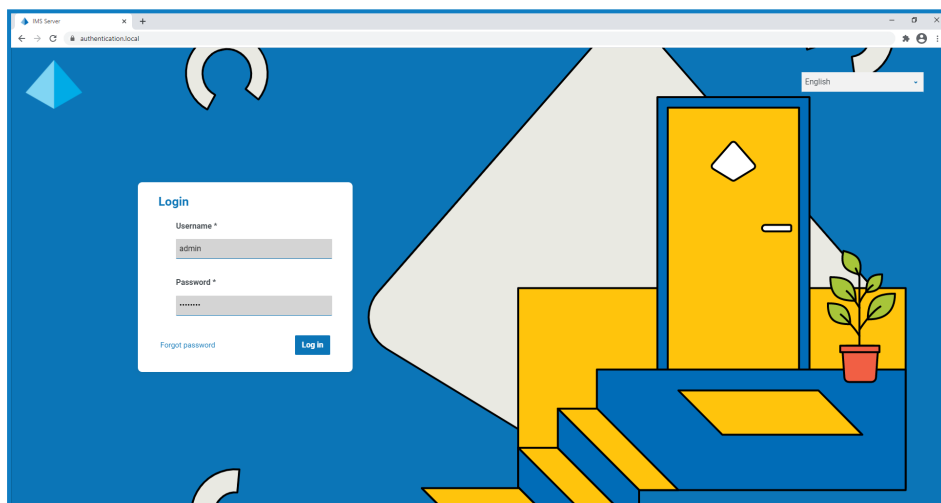 IMS Server
authentication.local
English
Login
Username *
admin
Password *
••••••••
Forgot password
Log in